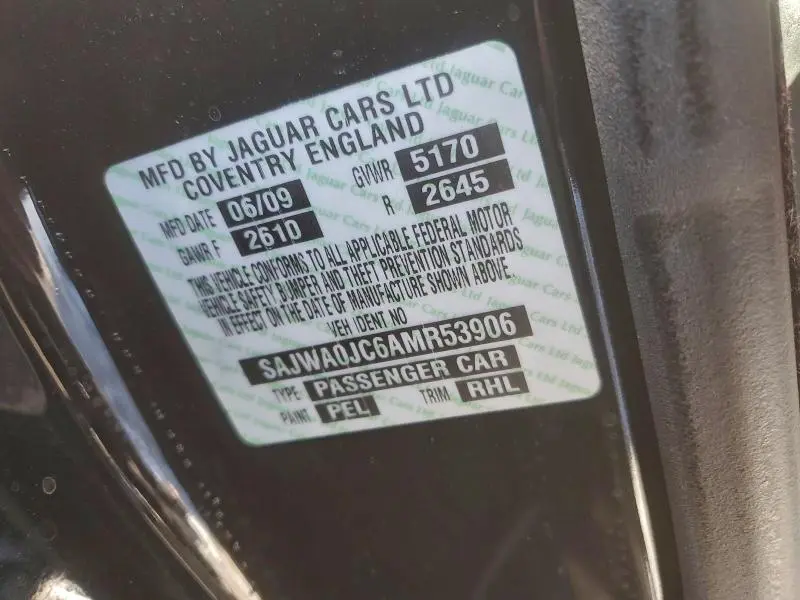 MFD BY JAGUAR CARS LTD
COVENTRY ENGLAND
MFD DATE 06/09 GVWR 5170
GAWR F 2610 R 2645
THIS VEHICLE CONFORMS TO ALL APPLICABLE FEDERAL MOTOR
VEHICLE SAFETY, BUMPER AND THEFT PREVENTION STANDARDS
IN EFFECT ON THE DATE OF MANUFACTURE SHOWN ABOVE.
VEH IDENT NO
SAJWA0JC6AMR53906
TYPE: PASSENGER CAR
PAINT: PEL TRIM RHL